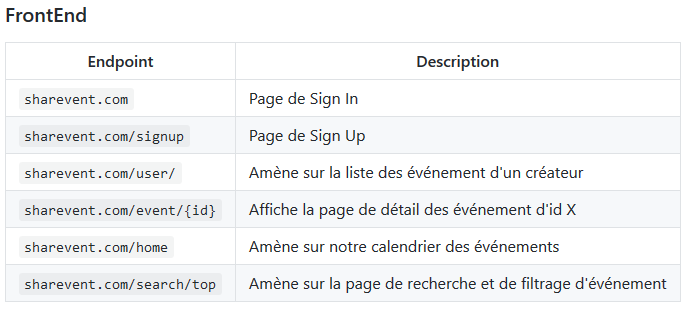 FrontEnd
Endpoint Description
sharevent.com Page de Sign In
sharevent.com/signup Page de Sign Up
sharevent.com/user/ Amène sur la liste des événement d'un créateur
sharevent.com/event/{id} Affiche la page de détail des événement d'id X
sharevent.com/home Amène sur notre calendrier des événements
sharevent.com/search/top Amène sur la page de recherche et de filtrage d'événement